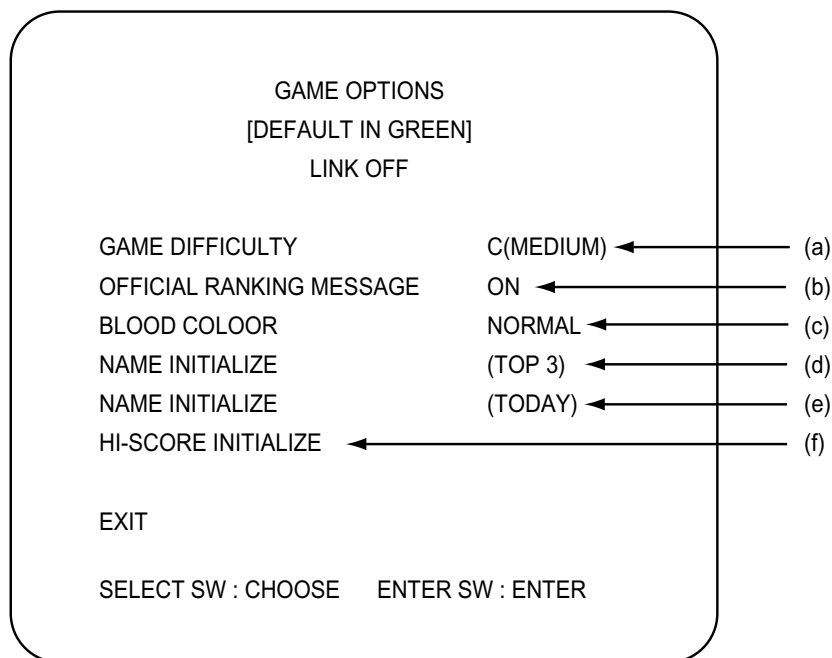 GAME OPTIONS
[DEFAULT IN GREEN]
LINK OFF
GAME DIFFICULTY C(MEDIUM) (a)
OFFICIAL RANKING MESSAGE ON (b)
BLOOD COLOOR NORMAL (c)
NAME INITIALIZE (TOP 3) (d)
NAME INITIALIZE (TODAY) (e)
HI-SCORE INITIALIZE (f)
EXIT
SELECT SW : CHOOSE ENTER SW : ENTER